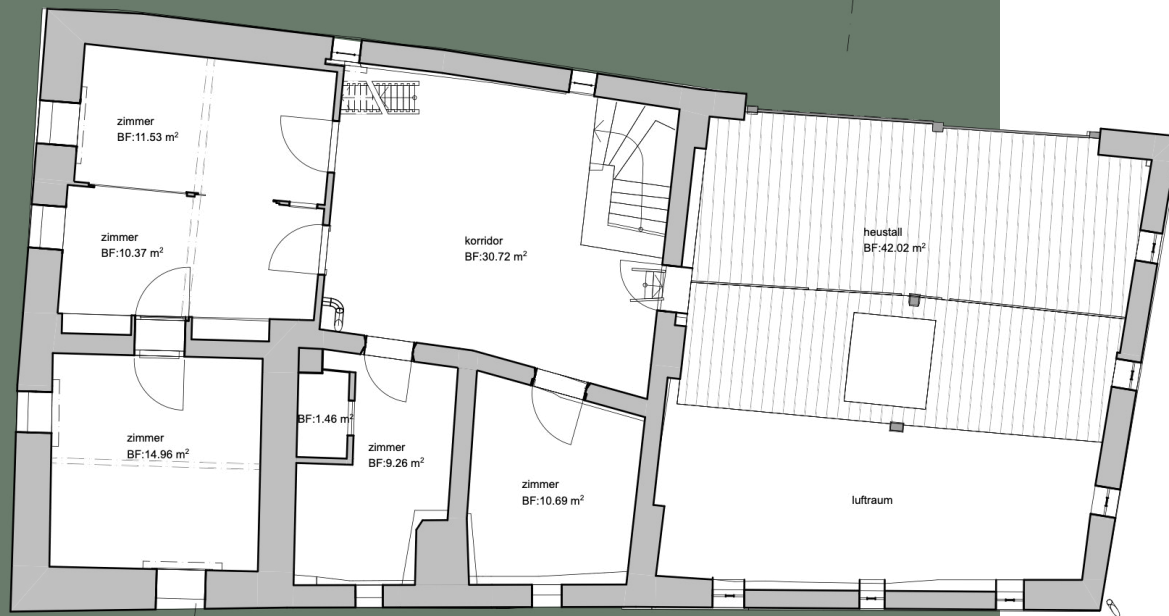 zimmer
BF:11.53 m²
zimmer
BF:10.37 m²
korridor
BF:30.72 m²
heustall
BF:42.02 m²
zimmer
BF:14.96 m²
BF:1.46 m²
zimmer
BF:9.26 m²
zimmer
BF:10.69 m²
luftraum